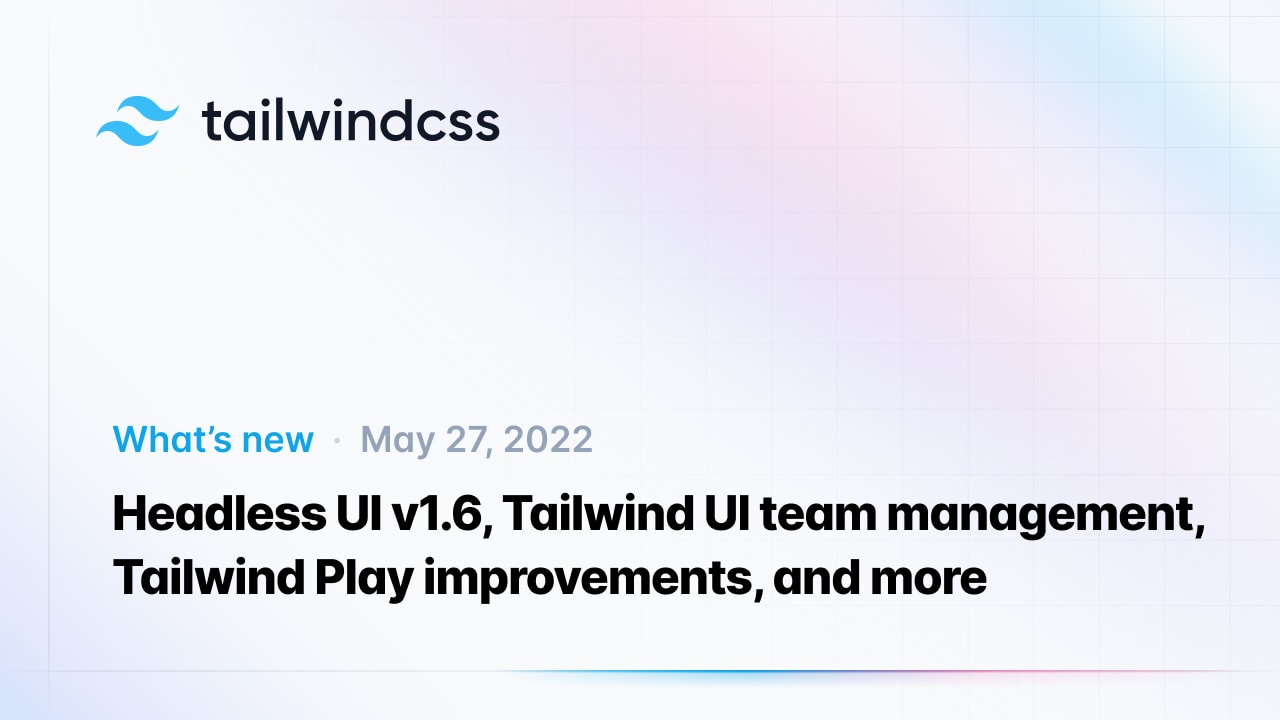 tailwindcss
What’s new · May 27, 2022
Headless UI v1.6, Tailwind UI team management,
Tailwind Play improvements, and more